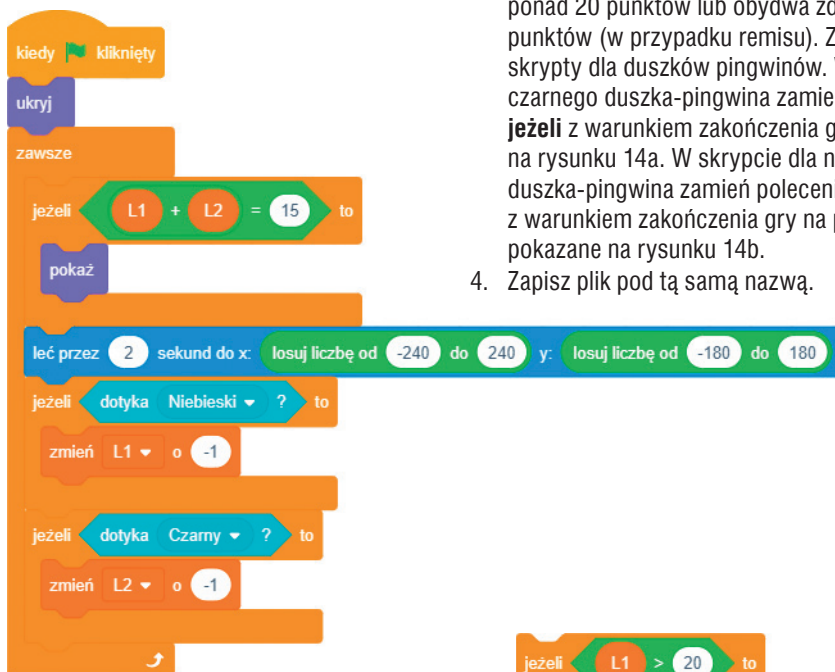 ponad 20 punktów lub obydwa
punktów (w przypadku remisu).
skrypty dla duszków pingwinów.
czarnego duszka-pingwina
jeżeli z warunkiem zakończenia
na rysunku 14a. W skrypcie dla
duszka-pingwina zamień
z warunkiem zakończenia gry na
pokazane na rysunku 14b.
4. Zapisz plik pod tą samą nazwą.
kiedy kliknięty
ukryj
zawsze
jeżeli L1 + L2 = 15 to
pokaż
leć przez 2 sekund do x: losuj liczbę od -240 do 240 y: losuj liczbę od -180 do 180
jeżeli dotyka Niebieski ? to
zmień L1 o -1
jeżeli dotyka Czarny ? to
zmień L2 o -1
jeżeli L1 > 20 to